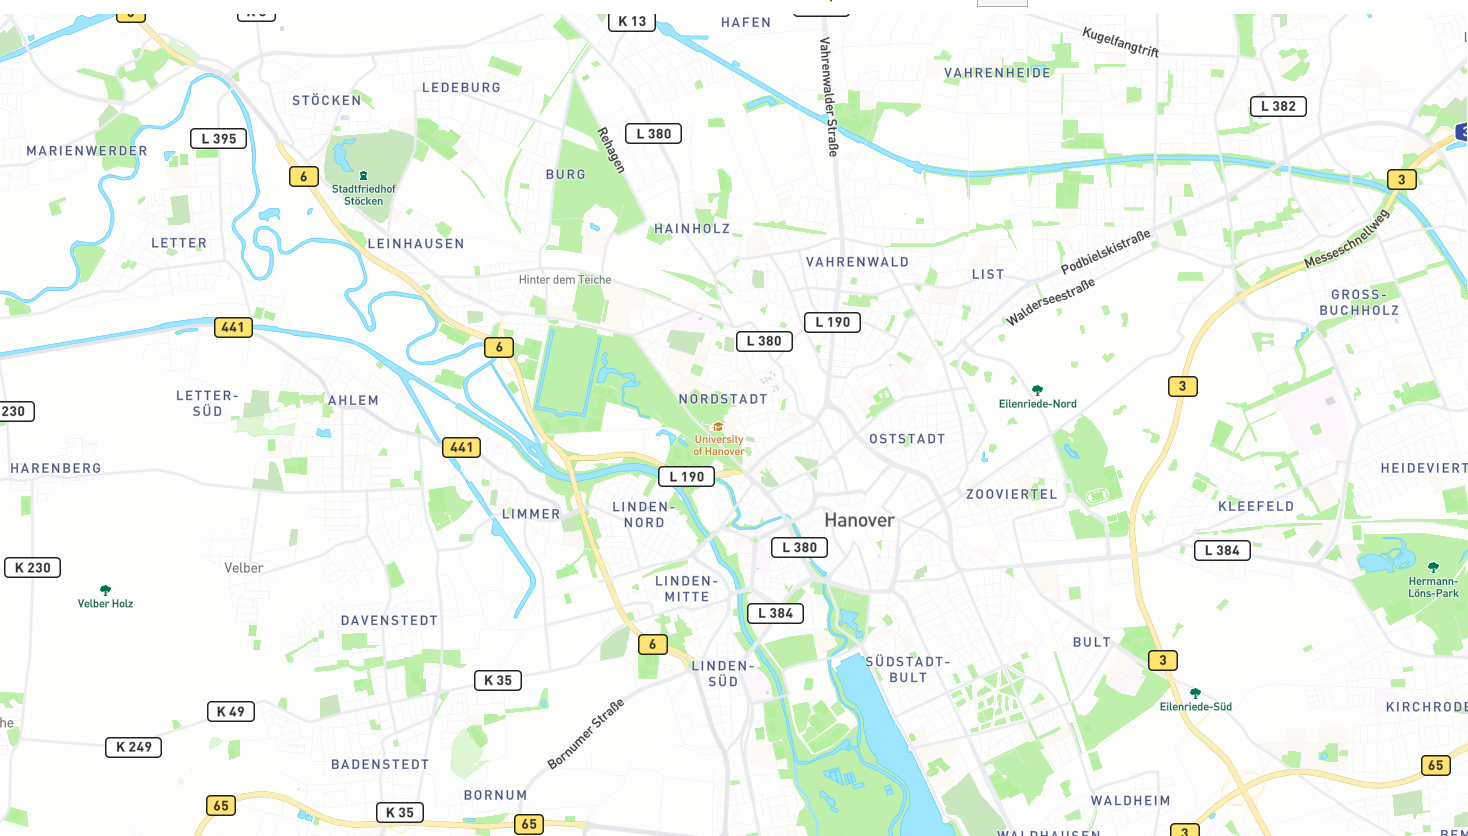 K 13
HAFEN
Kugelfangtrift
Vahrenwalder Straße
VAHRENHEIDE
LEDEBURG
STÖCKEN
L 382
L 395
L 380
MARIENWERDER
Rehagen
6
BURG
Stadtfriedhof
Stöcken
3
HAINHOLZ
LETTER
LEINHAUSEN
Podbielskistraße
Messeschnellweg
VAHRENWALD
LIST
Hinter dem Teiche
Walderseestraße
GROSS-
BUCHHOLZ
441
L 190
L 380
6
3
LETTER-
SÜD
AHLEM
NORDSTADT
Eilenriede-Nord
230
University
of Hanover
OSTSTADT
441
HARENBERG
HEIDEVIERT
L 190
ZOOVIERTEL
LIMMER
LINDEN-
NORD
KLEEFELD
Hanover
L 380
L 384
K 230
Velber
LINDEN-
MITTE
Hermann-
Löns-Park
Velber Holz
L 384
DAVENSTEDT
6
BULT
3
LINDEN-
SÜD
SÜDSTADT-
BULT
K 35
Eilenriede-Süd
KIRCHRODE
K 49
he
Bornumer Straße
K 249
BADENSTEDT
65
BORNUM
WALDHEIM
65
K 35
65
3
WALDHAUSEN